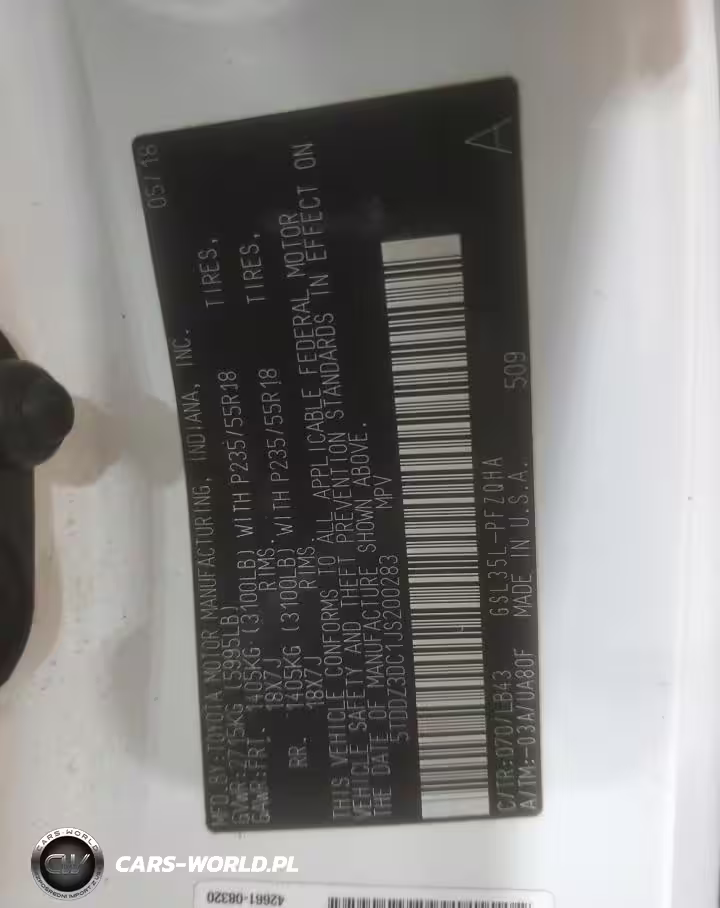 MFD.BY:TOYOTA MOTOR MANUFACTURING, INDIANA, INC. 05/18
GVWR:2715KG (5995LB)
GAWR:FRT. 1405KG (3100LB) WITH P235/55R18 TIRES,
18X7J RIMS.
RR. 1405KG (3100LB) WITH P235/55R18 TIRES,
18X7J RIMS.
THIS VEHICLE CONFORMS TO ALL APPLICABLE FEDERAL MOTOR
VEHICLE SAFETY AND THEFT PREVENTION STANDARDS IN EFFECT ON
THE DATE OF MANUFACTURE SHOWN ABOVE.
5TDDZ3DC1JS200283 MPV
C/TR:070/LB43 GSL35L-PFZQHA 509
A/TM:-03A/UA80F MADE IN U.S.A.
A
42661-08320
CARS-WORLD
CW
CARS-WORLD.PL